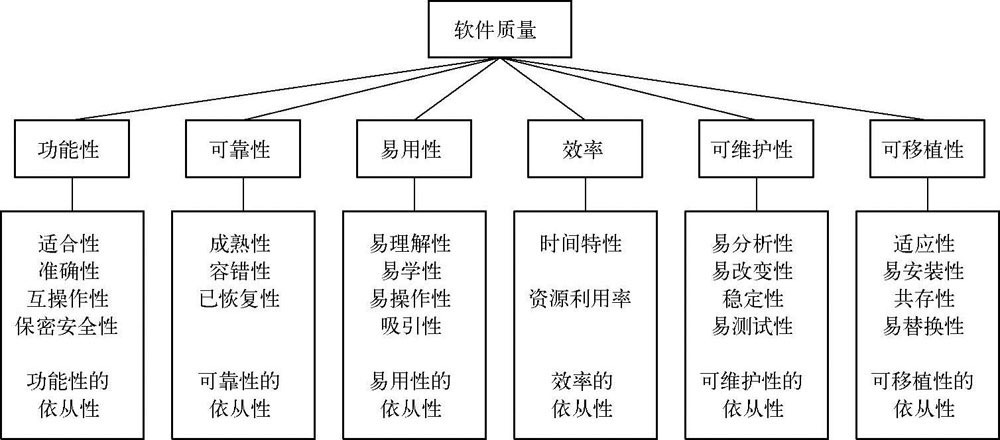 软件质量
功能性
可靠性
易用性
效率
可维护性
可移植性
适合性
准确性
互操作性
保密安全性
功能性的
依从性
成熟性
容错性
已恢复性
可靠性的
依从性
易理解性
易学性
易操作性
吸引性
易用性的
依从性
时间特性
资源利用率
效率的
依从性
易分析性
易改变性
稳定性
易测试性
可维护性的
依从性
适应性
易安装性
共存性
易替换性
可移植性的
依从性